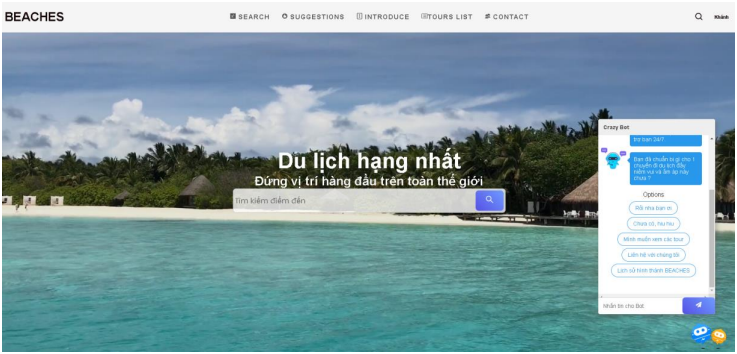 BEACHES
SEARCH
SUGGESTIONS
INTRODUCE
TOURS LIST
CONTACT
Khánh
Du lịch hạng nhất
Đứng vị trí hàng đầu trên toàn thế giới
Tìm kiếm điểm đến
Crazy Bot
trợ bạn 24/7
Bạn đã chuẩn bị gì cho 1
chuyến đi du lịch đầy
niềm vui và ấm áp này
chưa ?
Options
Rồi nha bạn ơi
Chưa có, hiu hiu
Mình muốn xem các tour
Liên hệ với chúng tôi
Lịch sử hình thành BEACHES
Nhắn tin cho Bot